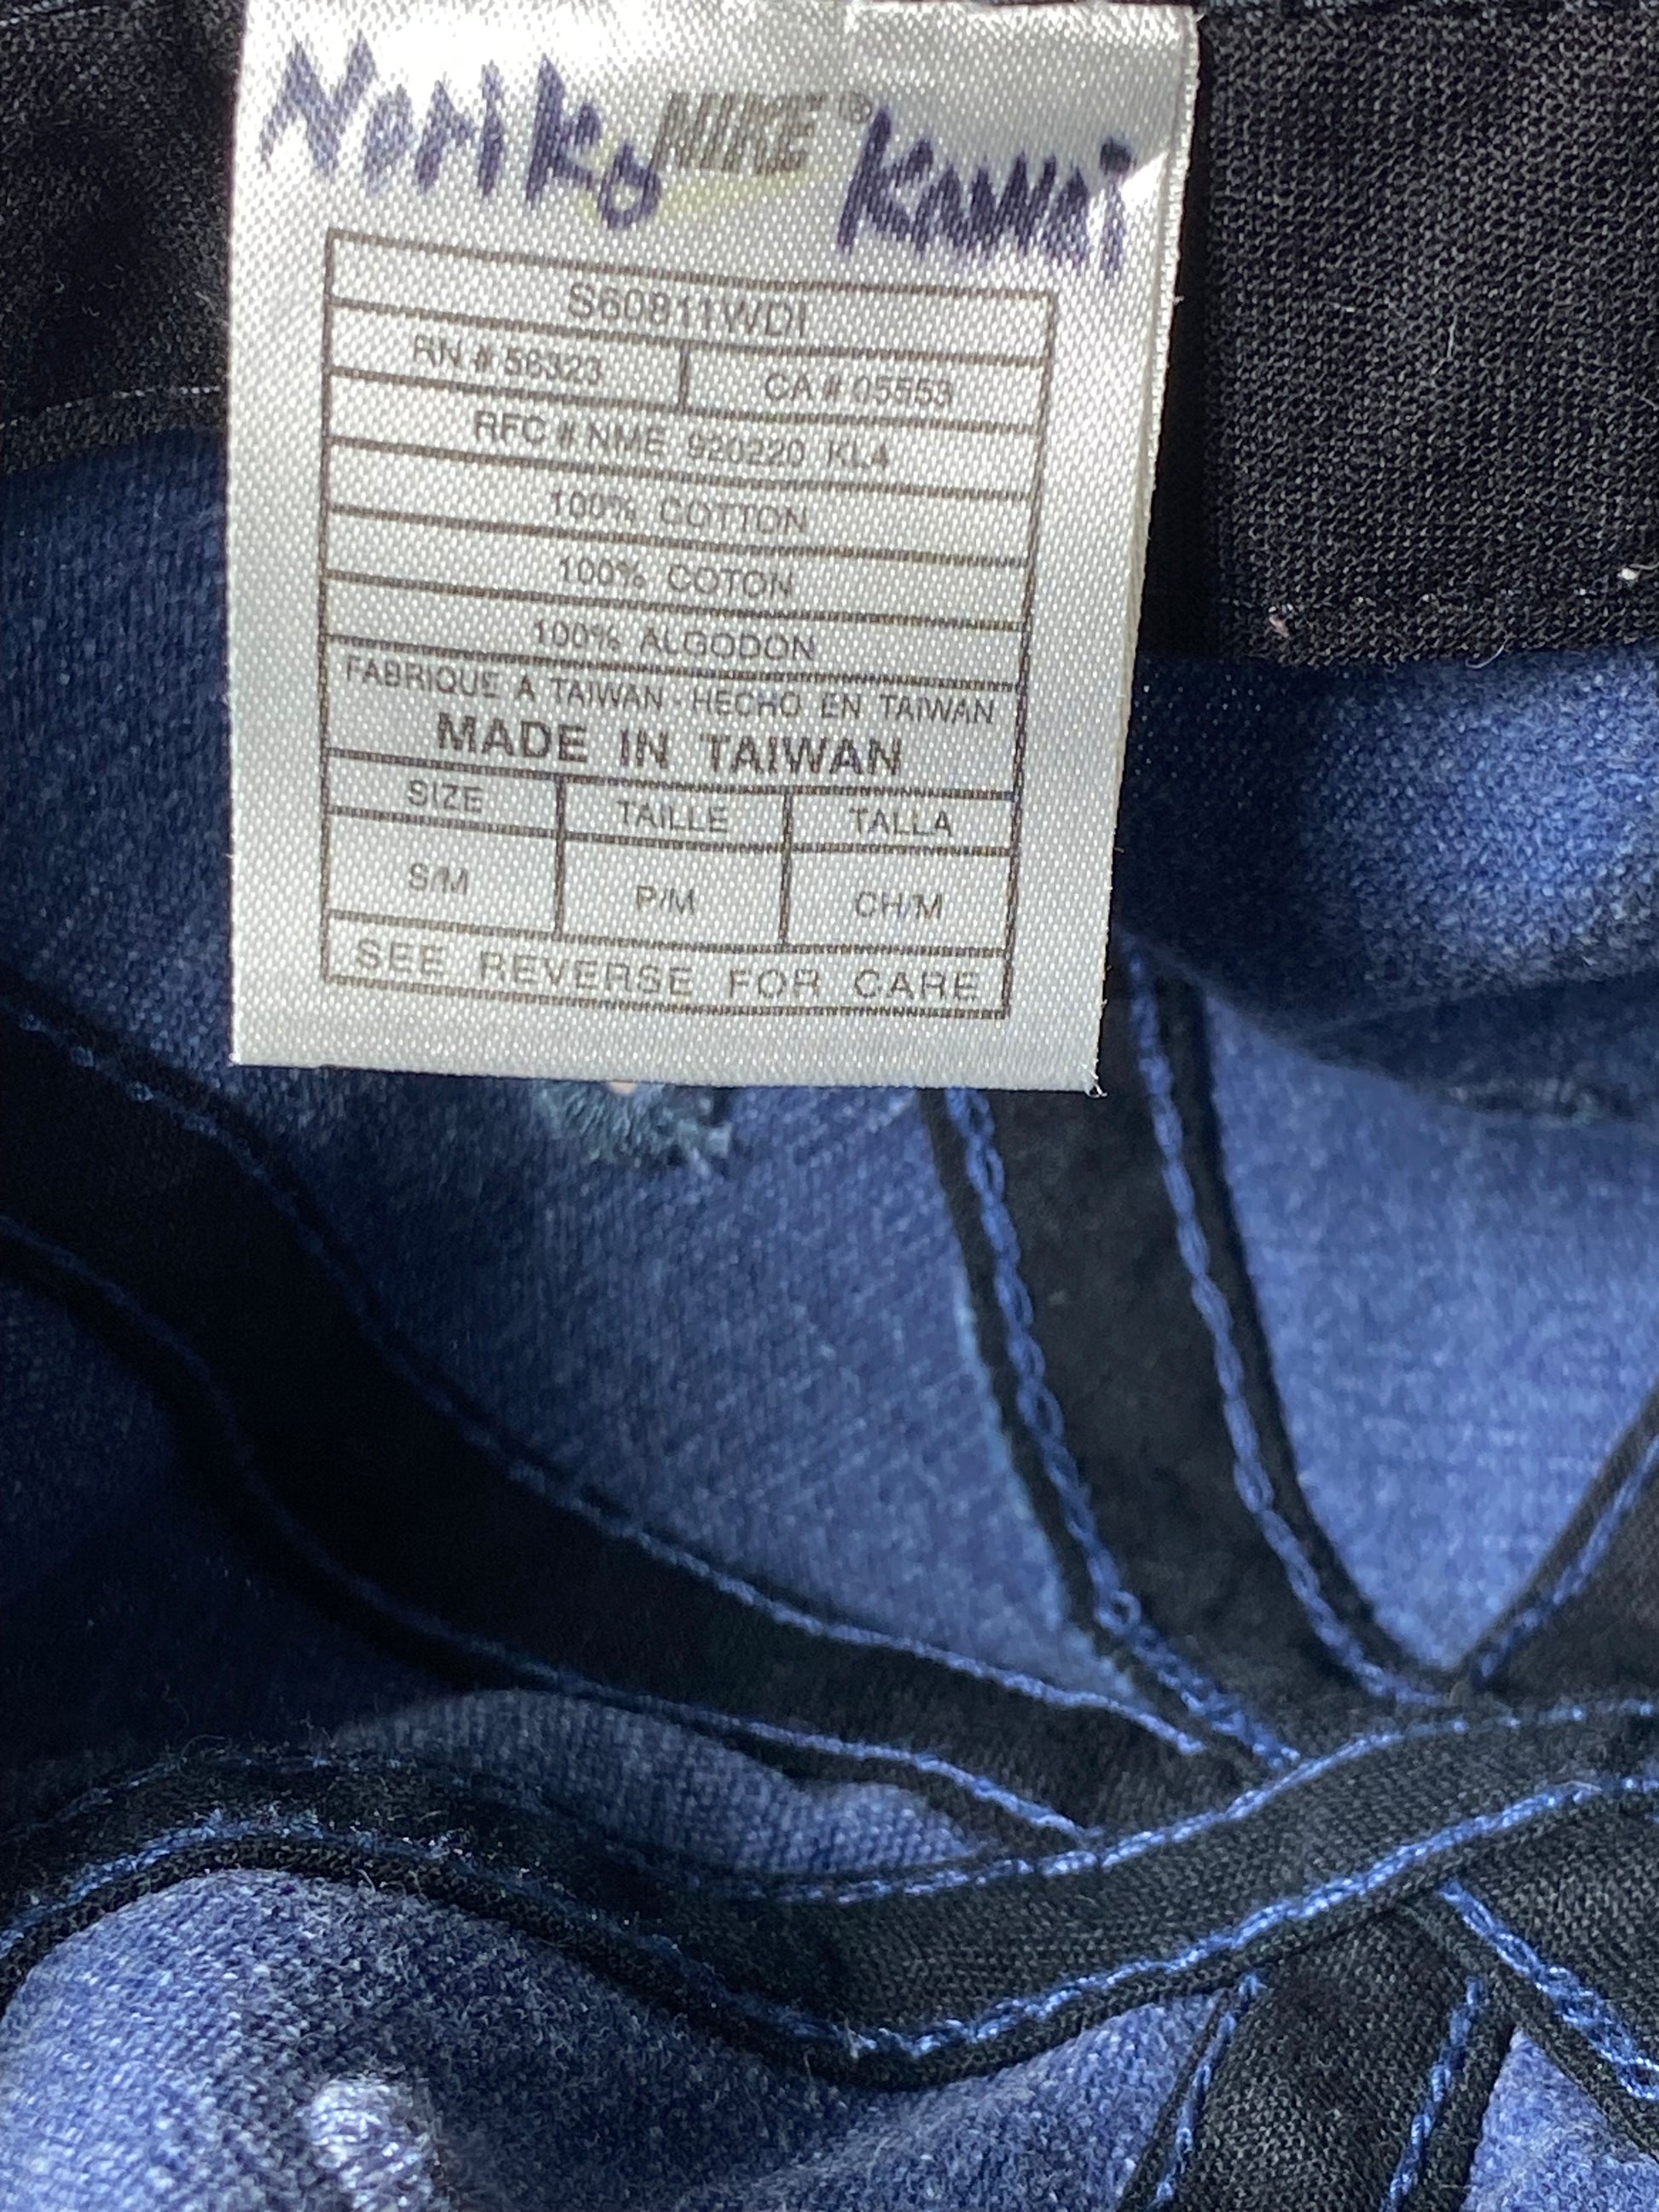 Noriko NIKE® Kawai
S60811WDI
RN # 56323 CA # 05553
RFC # NME 920220 KL4
100% COTTON
100% COTON
100% ALGODON
FABRIQUE A TAIWAN - HECHO EN TAIWAN
MADE IN TAIWAN
SIZE TAILLE TALLA
S/M P/M CH/M
SEE REVERSE FOR CARE